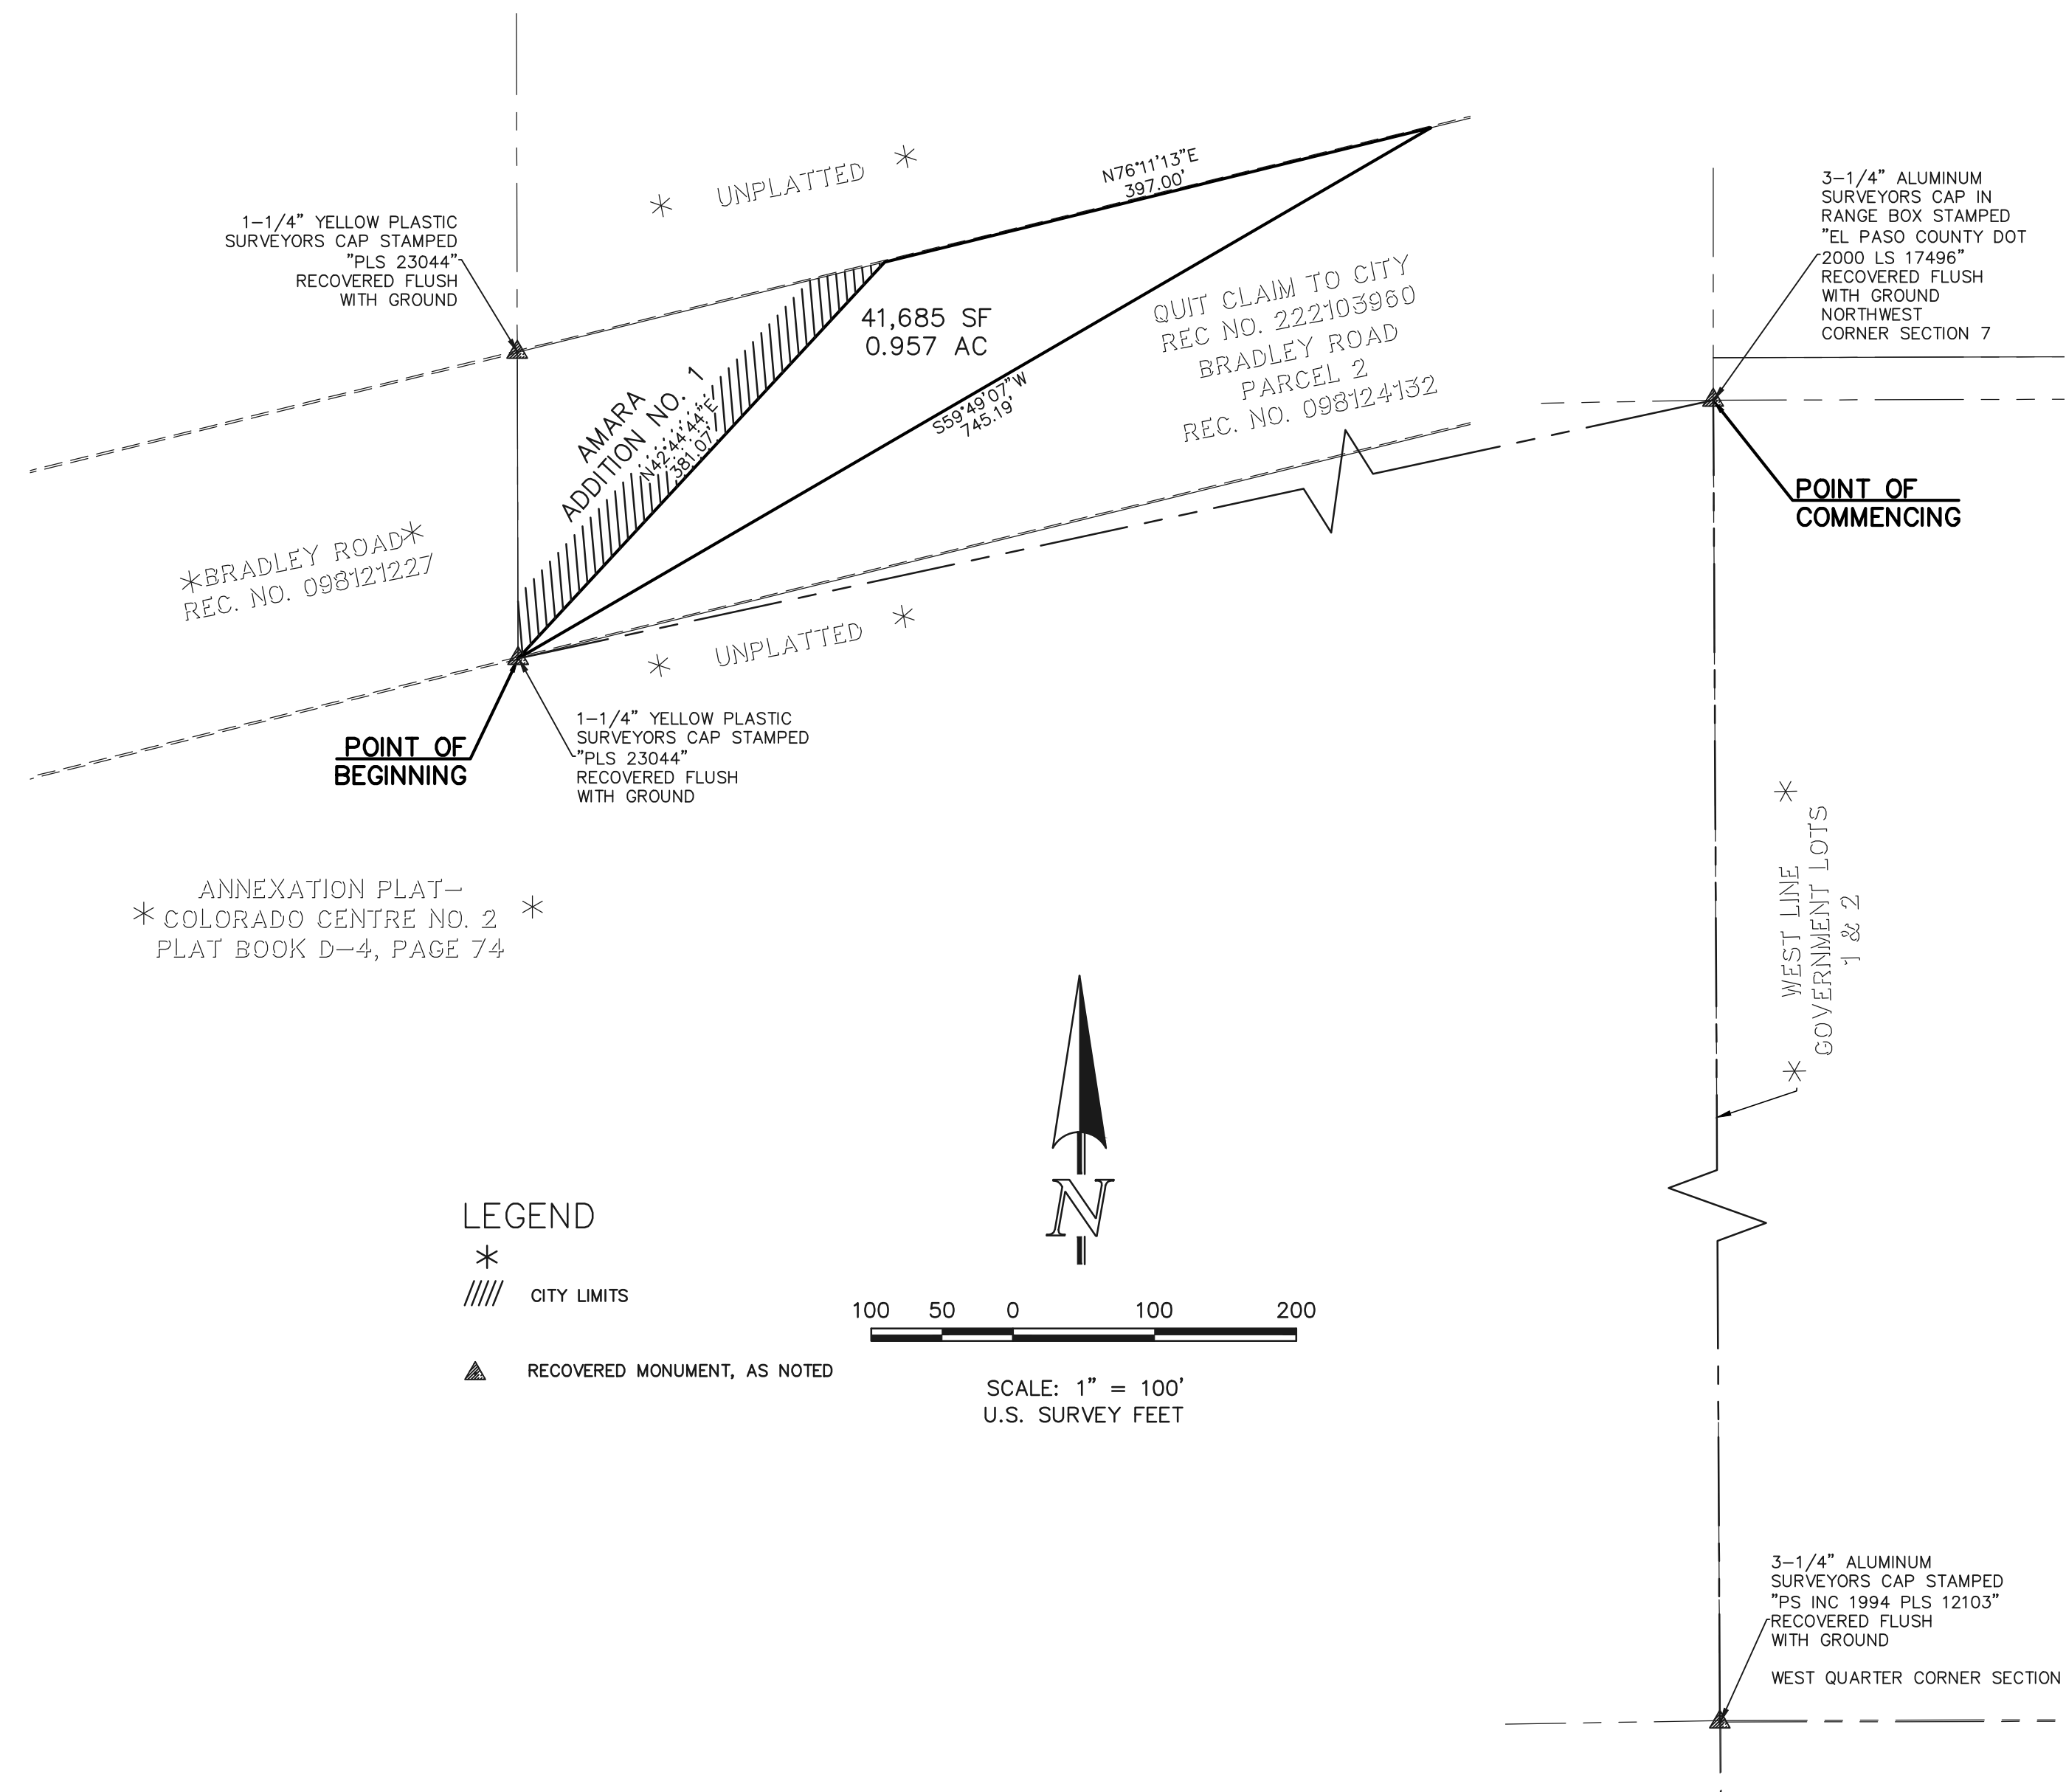 * UNPLATTED *
N76°11'13"E
397.00'
1-1/4" YELLOW PLASTIC
SURVEYORS CAP STAMPED
"PLS 23044"
RECOVERED FLUSH
WITH GROUND
3-1/4" ALUMINUM
SURVEYORS CAP IN
RANGE BOX STAMPED
"EL PASO COUNTY DOT
2000 LS 17496"
RECOVERED FLUSH
WITH GROUND
NORTHWEST
CORNER SECTION 7
41,685 SF
0.957 AC
QUIT CLAIM TO CITY
REC NO. 222103960
BRADLEY ROAD
PARCEL 2
REC. NO. 098124132
AMARA
ADDITION NO. 1
N42°44'44"E
381.07'
S59°49'07"W
745.19'
POINT OF
COMMENCING
*BRADLEY ROAD*
REC. NO. 098121227
* UNPLATTED *
POINT OF
BEGINNING
1-1/4" YELLOW PLASTIC
SURVEYORS CAP STAMPED
"PLS 23044"
RECOVERED FLUSH
WITH GROUND
* WEST LINE *
GOVERNMENT LOTS
1 & 2
ANNEXATION PLAT-
* COLORADO CENTRE NO. 2 *
PLAT BOOK D-4, PAGE 74
N
LEGEND
*
CITY LIMITS
RECOVERED MONUMENT, AS NOTED
100 50 0 100 200
SCALE: 1" = 100'
U.S. SURVEY FEET
3-1/4" ALUMINUM
SURVEYORS CAP STAMPED
"PS INC 1994 PLS 12103"
RECOVERED FLUSH
WITH GROUND
WEST QUARTER CORNER SECTION